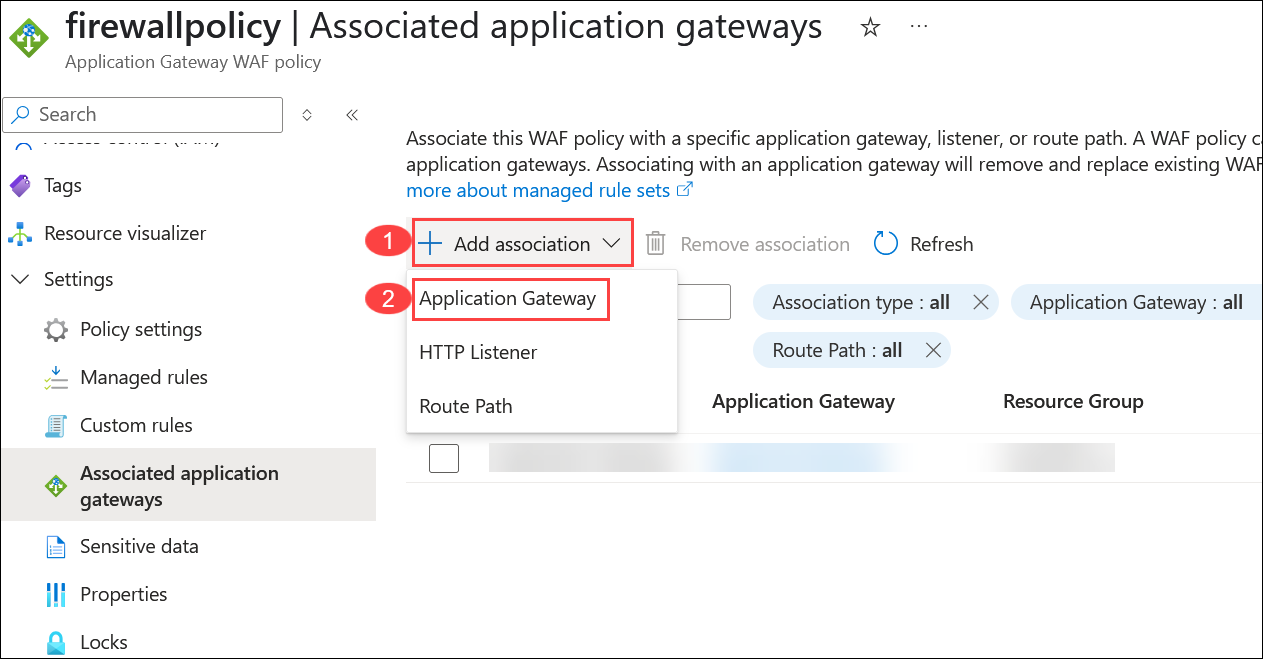 firewallpolicy | Associated application gateways
Application Gateway WAF policy
Search
Tags
Resource visualizer
Settings
Policy settings
Managed rules
Custom rules
Associated application
gateways
Sensitive data
Properties
Locks
Associate this WAF policy with a specific application gateway, listener, or route path. A WAF policy
application gateways. Associating with an application gateway will remove and replace existing WAF
more about managed rule sets
1
Add association
Remove association
Refresh
2
Application Gateway
HTTP Listener
Route Path
Association type : all
Application Gateway : all
Route Path : all
Application Gateway
Resource Group